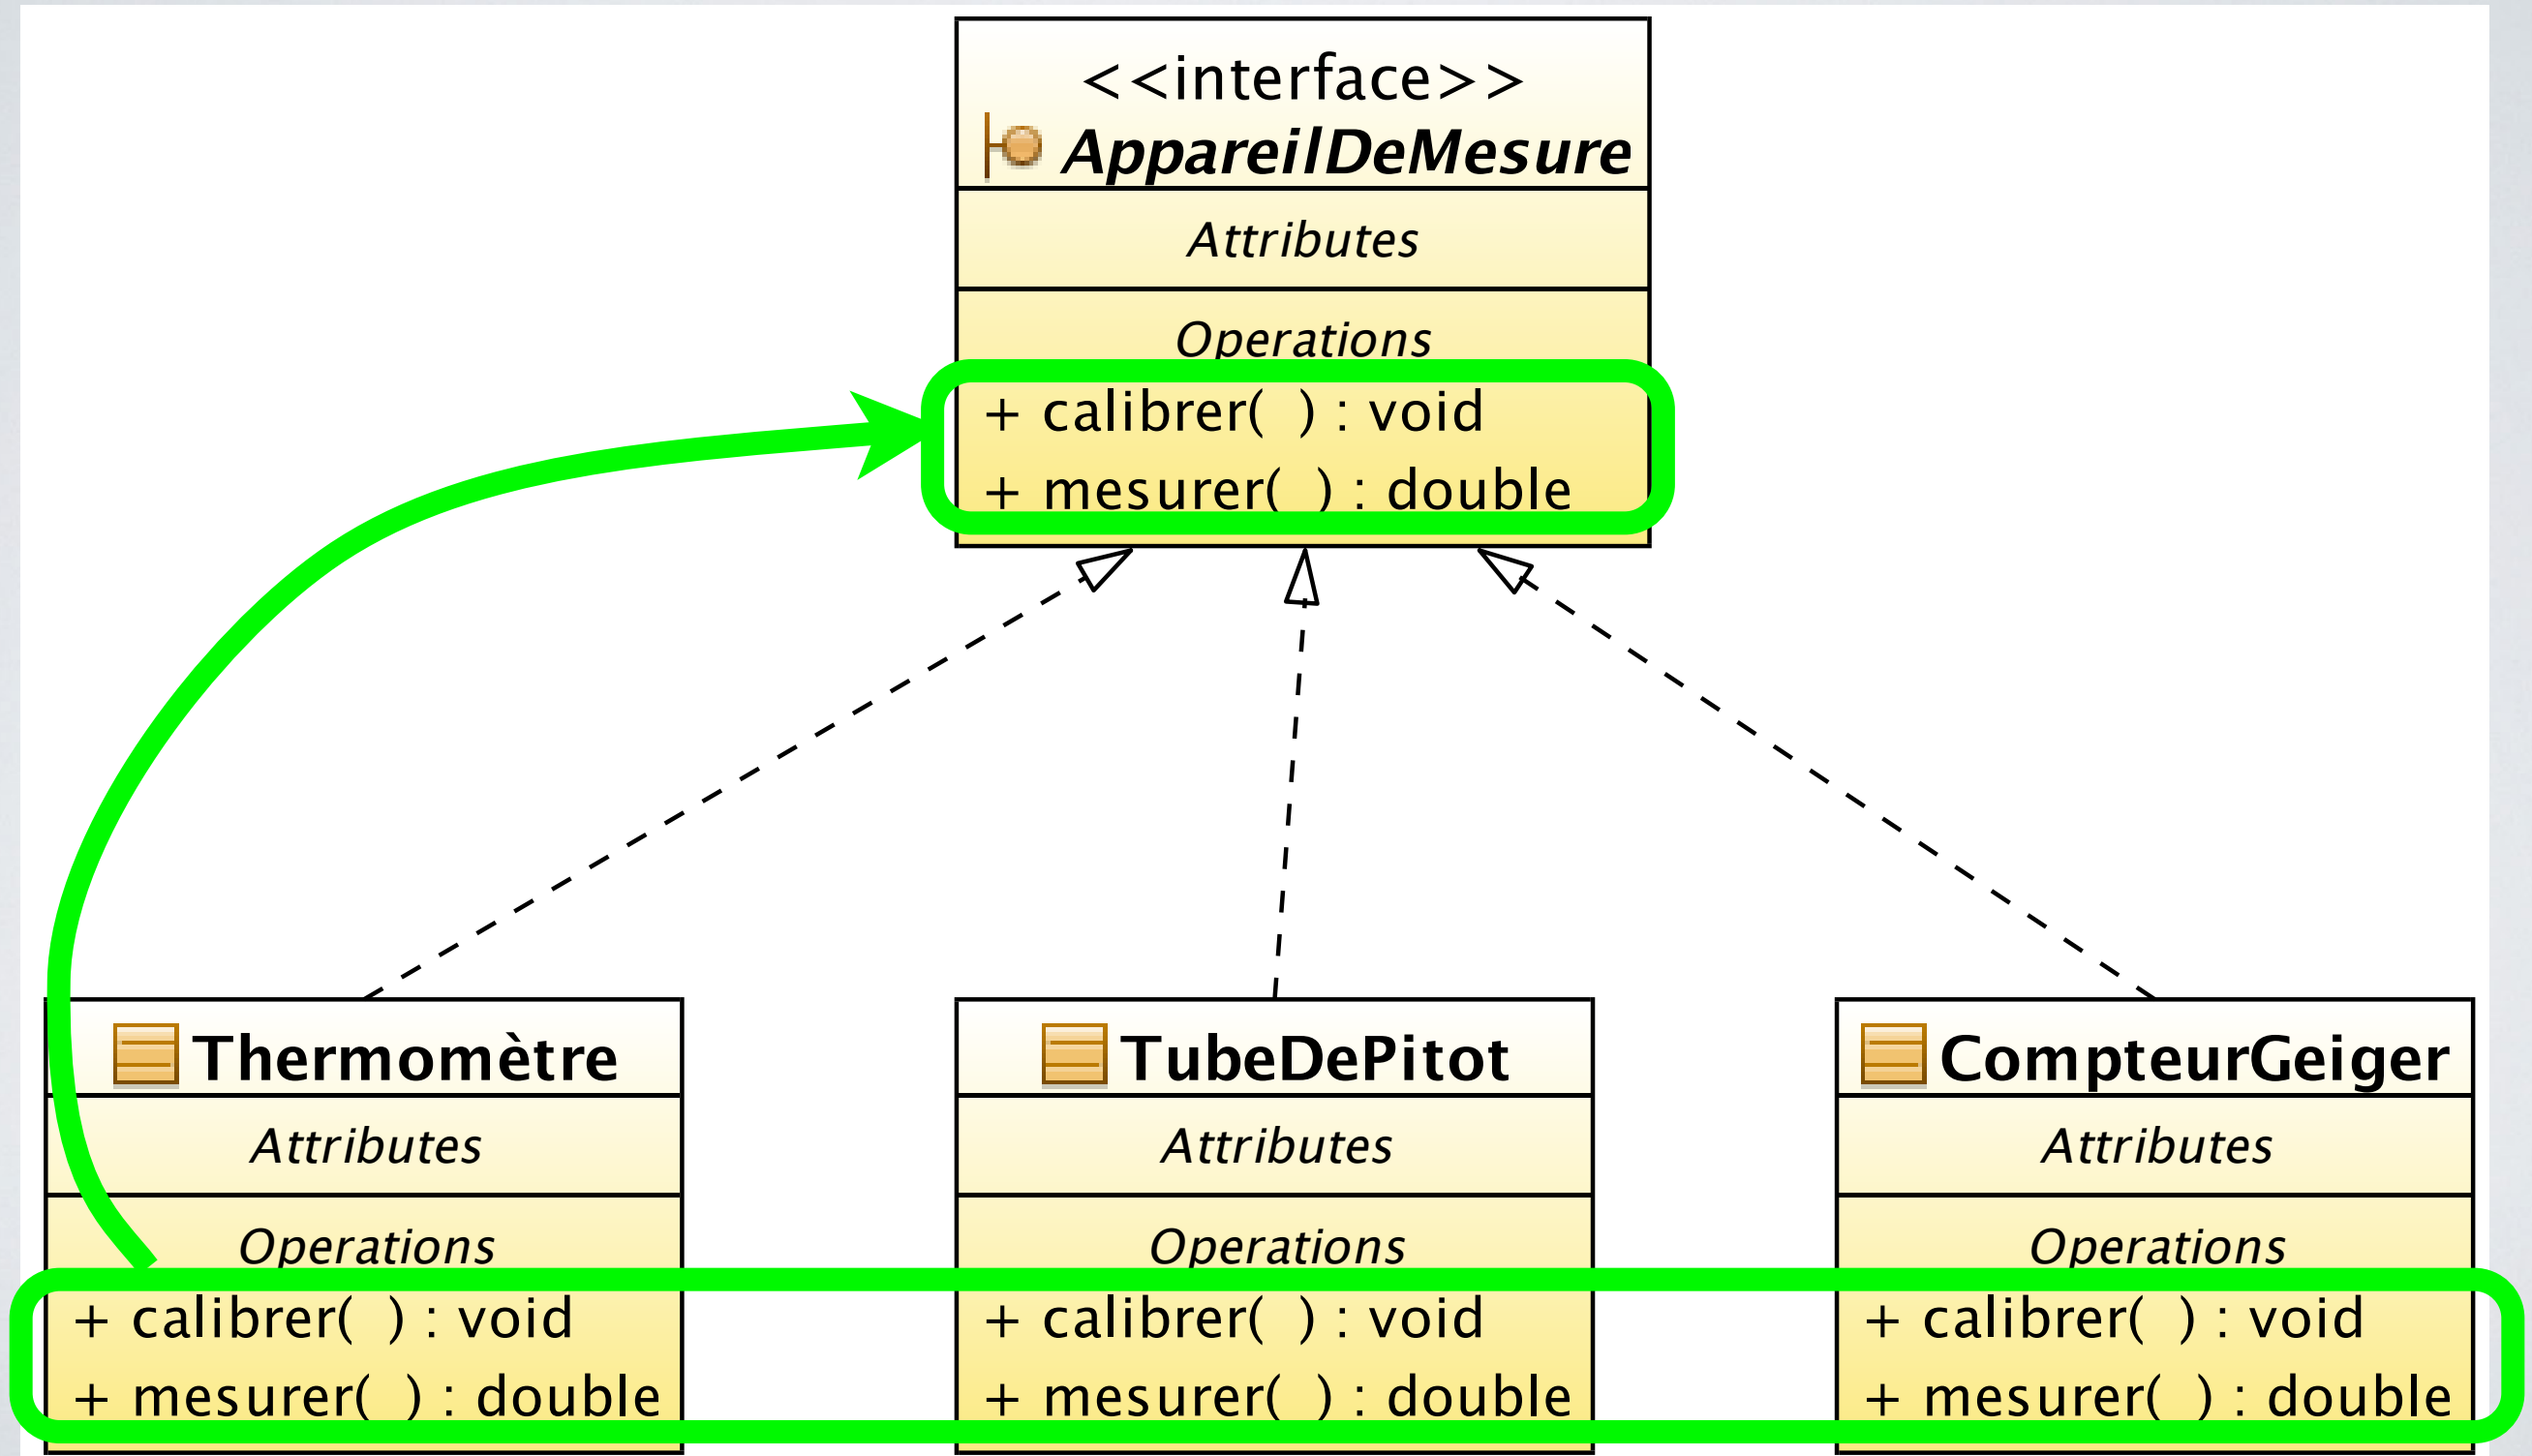 <<interface>>
AppareilDeMesure
Attributes
Operations
+ calibrer( ) : void
+ mesurer( ) : double
Thermomètre
Attributes
Operations
+ calibrer( ) : void
+ mesurer( ) : double
TubeDePitot
Attributes
Operations
+ calibrer( ) : void
+ mesurer( ) : double
CompteurGeiger
Attributes
Operations
+ calibrer( ) : void
+ mesurer( ) : double